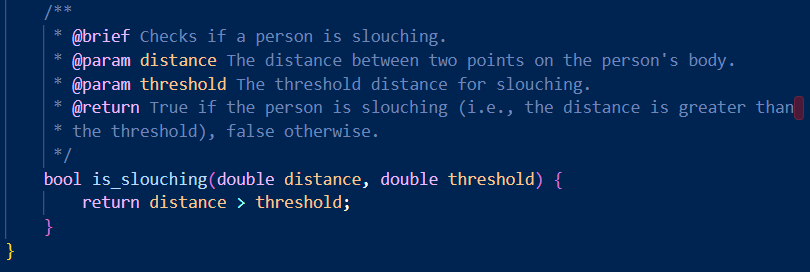 /**
 * @brief Checks if a person is slouching.
 * @param distance The distance between two points on the person's body.
 * @param threshold The threshold distance for slouching.
 * @return True if the person is slouching (i.e., the distance is greater than
 * the threshold), false otherwise.
 */
bool is_slouching(double distance, double threshold) {
    return distance > threshold;
}
}